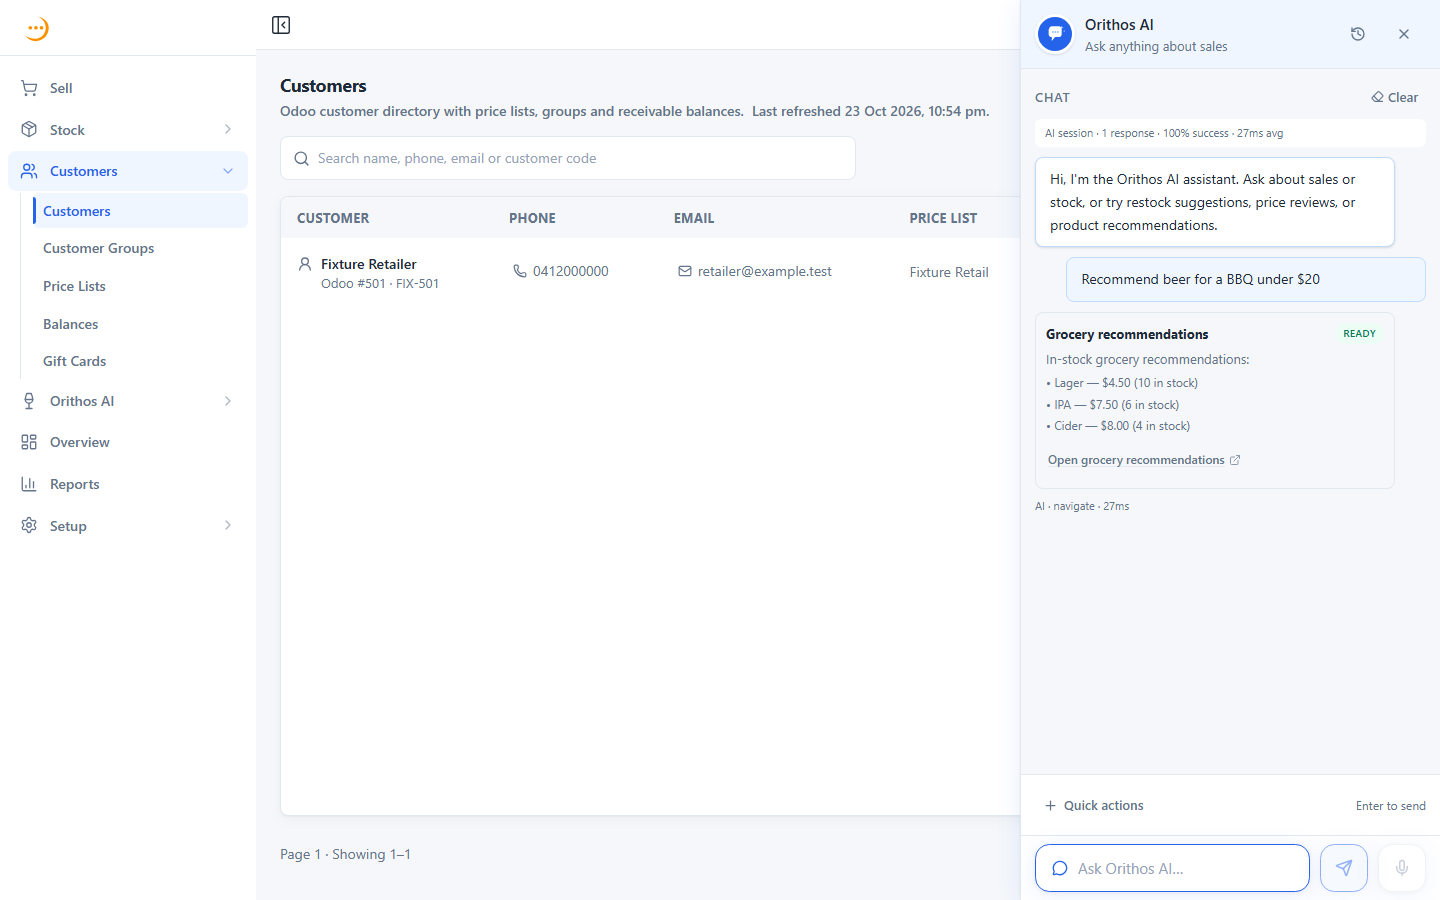 Sell
Stock
Customers
Customers
Customer Groups
Price Lists
Balances
Gift Cards
Orithos AI
Overview
Reports
Setup
Customers
Odoo customer directory with price lists, groups and receivable balances.  Last refreshed 23 Oct 2026, 10:54 pm.
Search name, phone, email or customer code
CUSTOMER PHONE EMAIL PRICE LIST
Fixture Retailer 0412000000 retailer@example.test Fixture Retail
Odoo #501 · FIX-501
Page 1 · Showing 1–1
Orithos AI
Ask anything about sales
CHAT Clear
AI session · 1 response · 100% success · 27ms avg
Hi, I'm the Orithos AI assistant. Ask about sales or
stock, or try restock suggestions, price reviews, or
product recommendations.
Recommend beer for a BBQ under $20
Grocery recommendations READY
In-stock grocery recommendations:
• Lager — $4.50 (10 in stock)
• IPA — $7.50 (6 in stock)
• Cider — $8.00 (4 in stock)
Open grocery recommendations
AI · navigate · 27ms
Quick actions Enter to send
Ask Orithos AI...